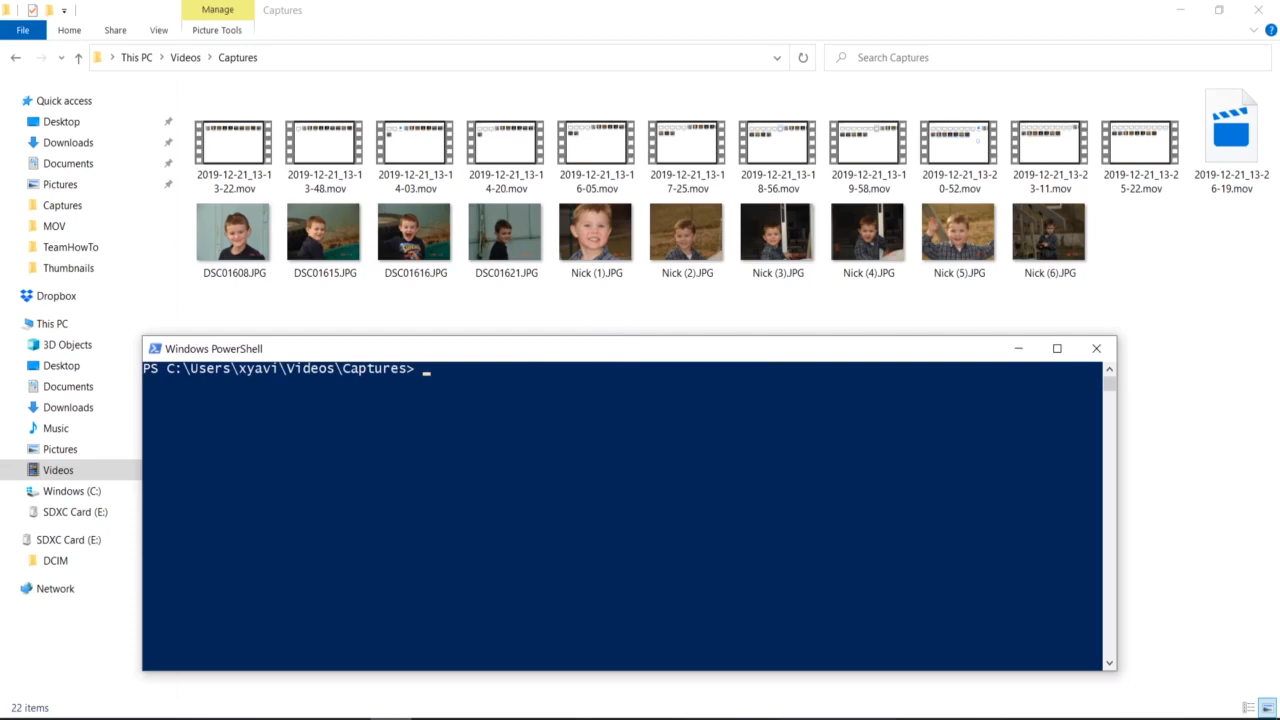 Manage
Captures
File
Home
Share
View
Picture Tools
This PC
Videos
Captures
Search Captures
Quick access
Desktop
Downloads
Documents
Pictures
Captures
MOV
TeamHowTo
Thumbnails
Dropbox
This PC
3D Objects
Desktop
Documents
Downloads
Music
Pictures
Videos
Windows (C:)
SDXC Card (E:)
SDXC Card (E:)
DCIM
Network
2019-12-21_13-1
3-22.mov
2019-12-21_13-1
3-48.mov
2019-12-21_13-1
4-03.mov
2019-12-21_13-1
4-20.mov
2019-12-21_13-1
6-05.mov
2019-12-21_13-1
7-25.mov
2019-12-21_13-1
8-56.mov
2019-12-21_13-1
9-58.mov
2019-12-21_13-2
0-52.mov
2019-12-21_13-2
3-11.mov
2019-12-21_13-2
5-22.mov
2019-12-21_13-2
6-19.mov
DSC01608.JPG
DSC01615.JPG
DSC01616.JPG
DSC01621.JPG
Nick (1).JPG
Nick (2).JPG
Nick (3).JPG
Nick (4).JPG
Nick (5).JPG
Nick (6).JPG
Windows PowerShell
PS C:\Users\xyavi\Videos\Captures>
22 items